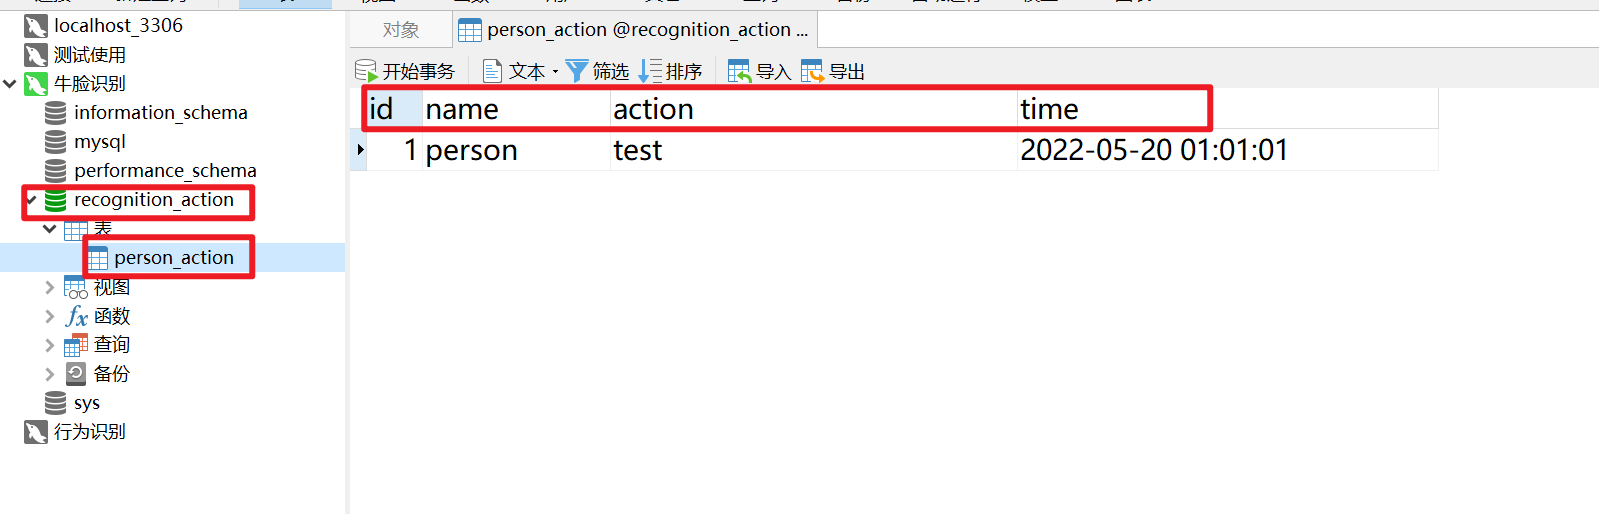 localhost_3306
测试使用
牛脸识别
information_schema
mysql
performance_schema
recognition_action
表
person_action
视图
函数
查询
备份
sys
行为识别
对象 person_action @recognition_action ...
开始事务 文本 筛选 排序 导入 导出
id name action time
1 person test 2022-05-20 01:01:01